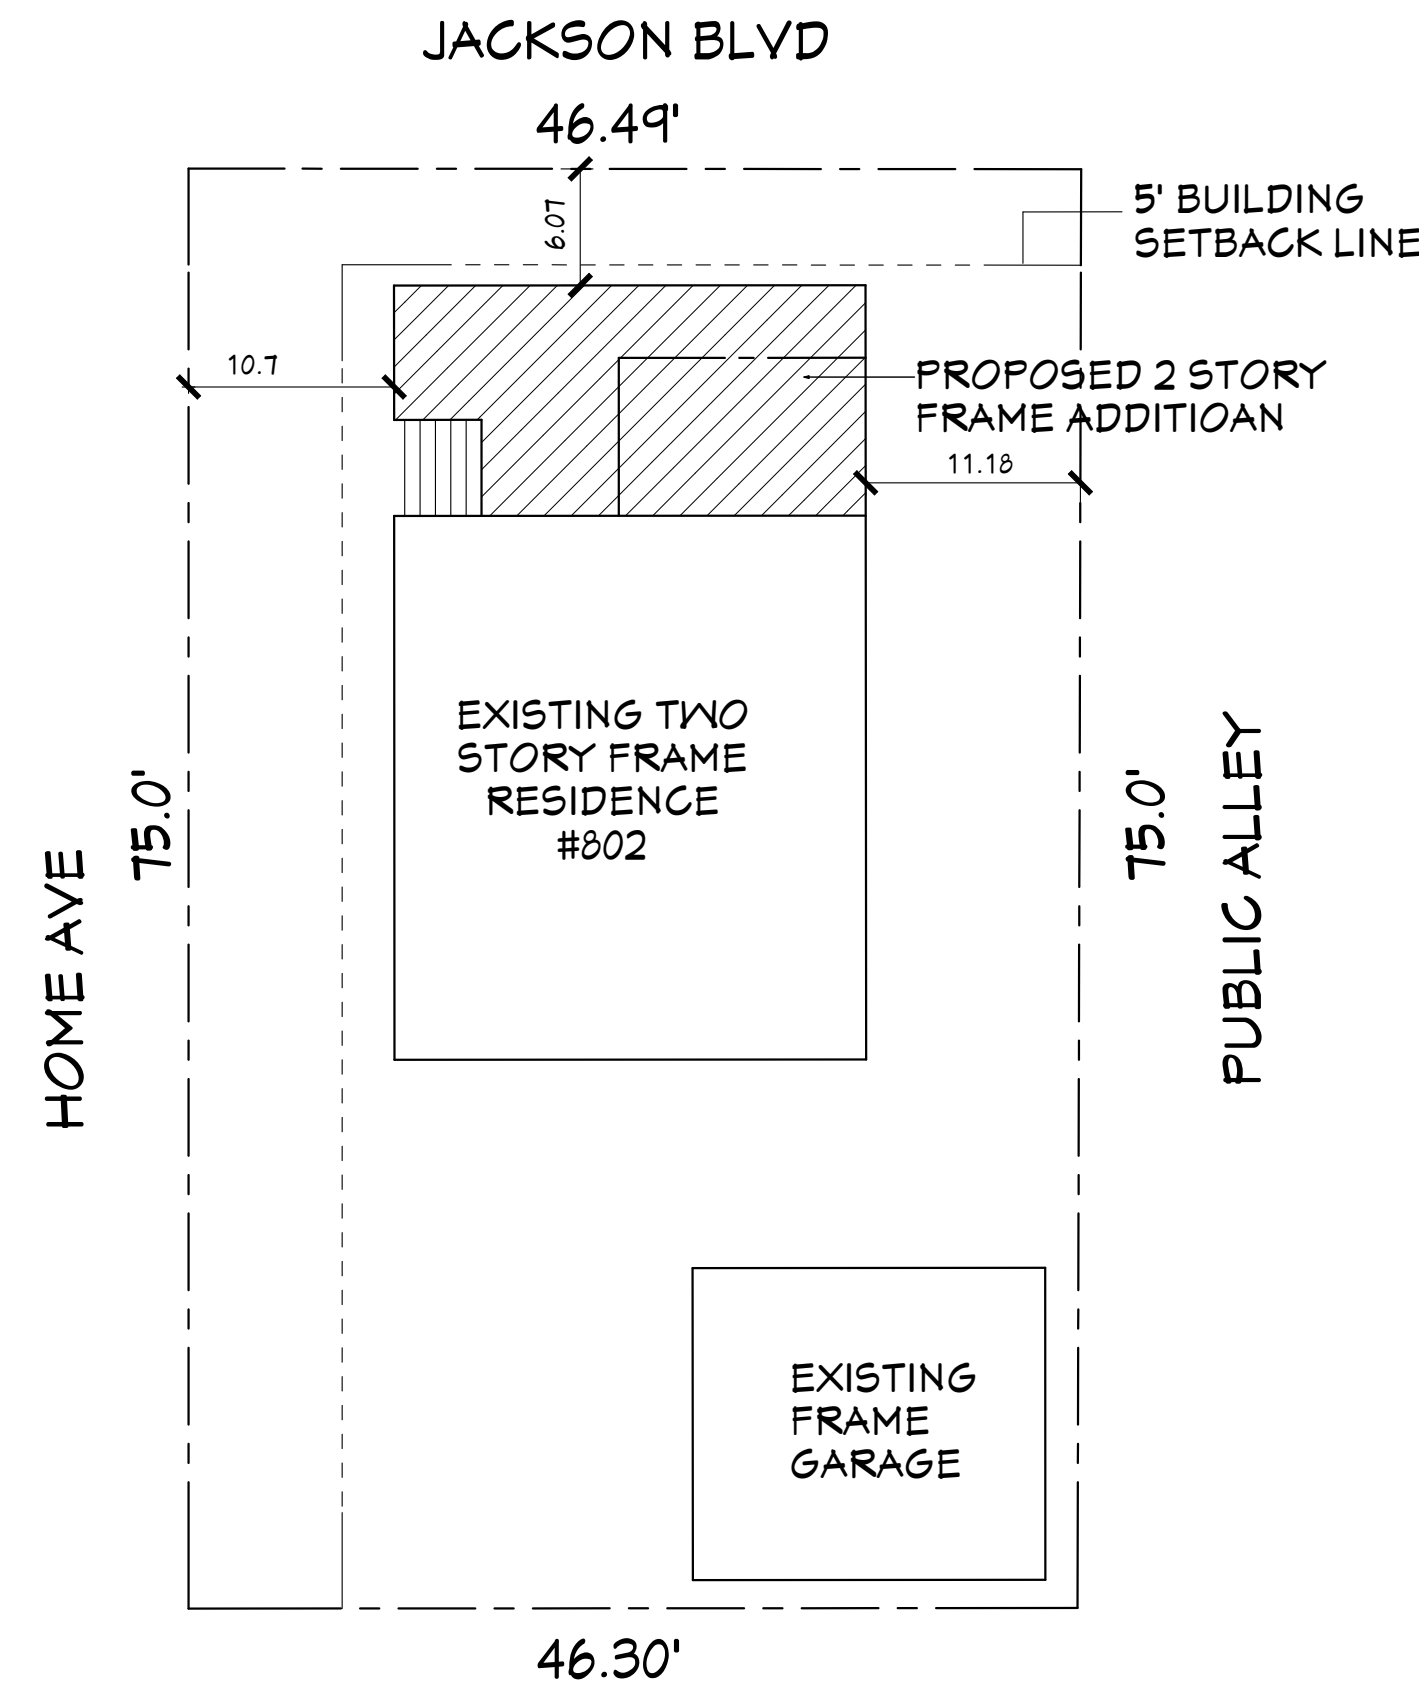 JACKSON BLVD
46.49'
5' BUILDING
SETBACK LINE
6.07
10.7
PROPOSED 2 STORY
FRAME ADDITIOAN
11.18
EXISTING TWO
STORY FRAME
RESIDENCE
#802
75.0'
HOME AVE
75.0'
PUBLIC ALLEY
EXISTING
FRAME
GARAGE
46.30'